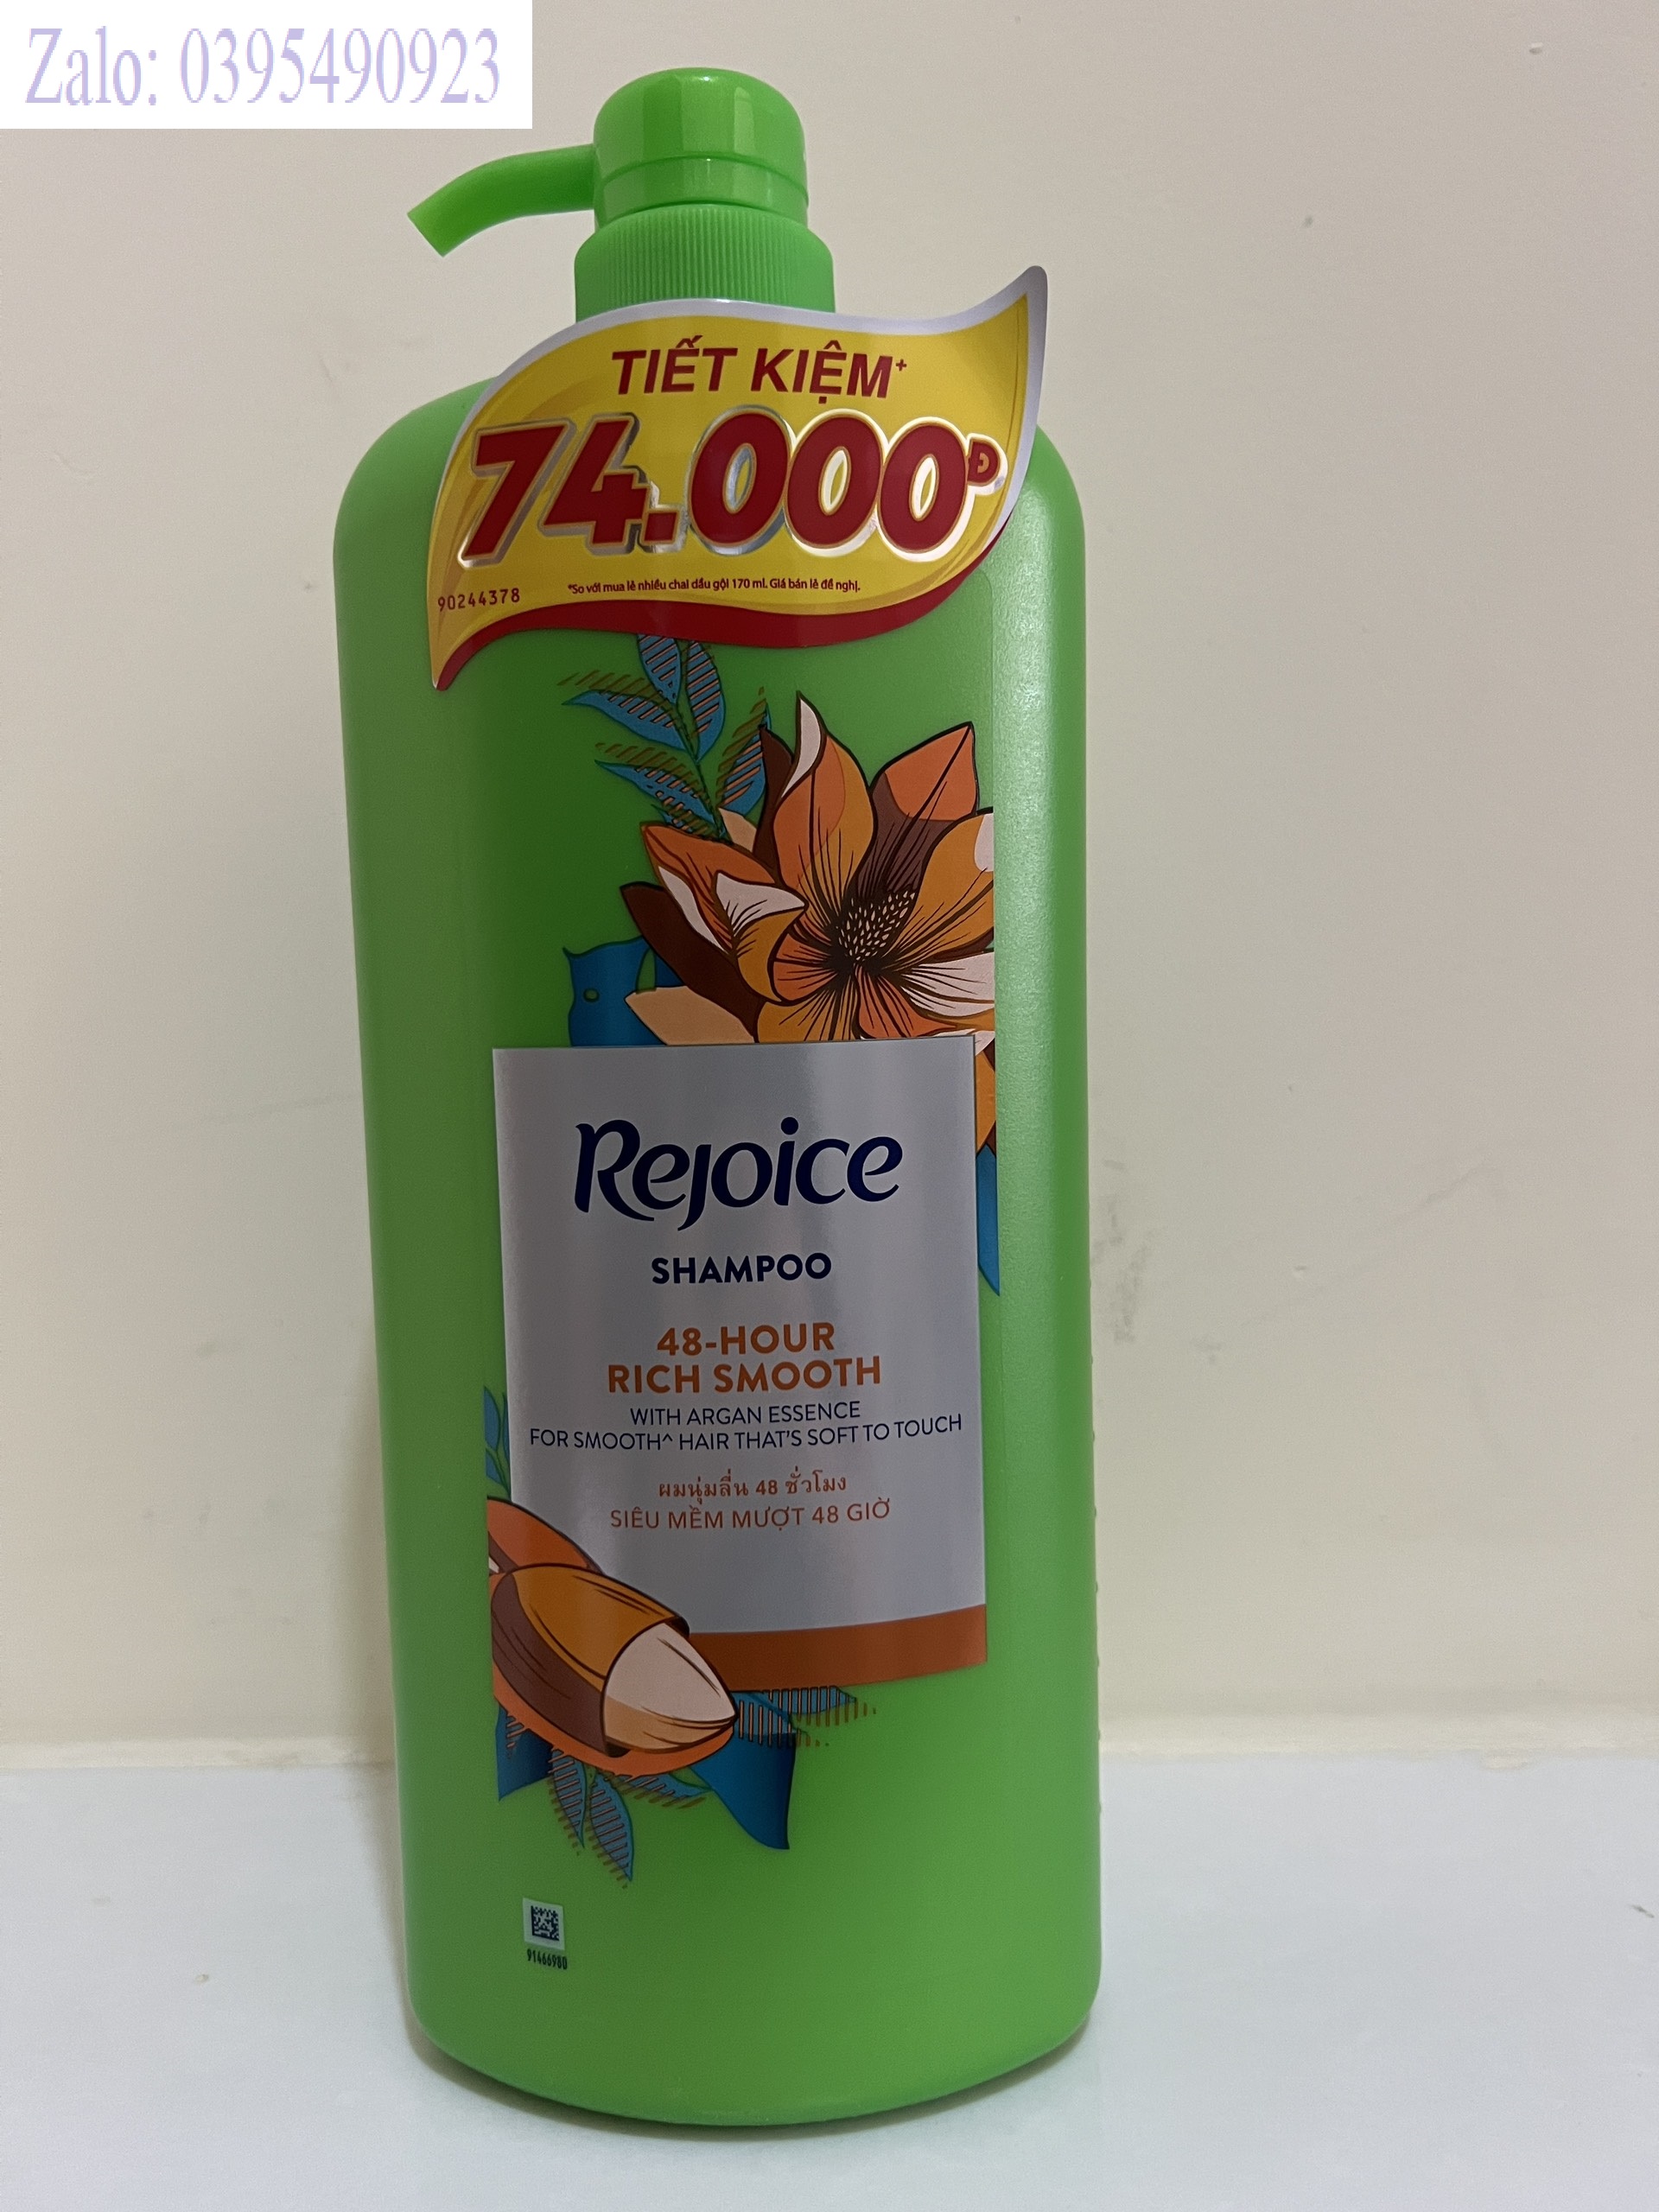 Zalo: 0395490923
TIẾT KIỆM+
74.000Đ
*So với mua lẻ nhiều chai dầu gội 170 ml. Giá bán lẻ đề nghị.
90244378
Rejoice
SHAMPOO
48-HOUR
RICH SMOOTH
WITH ARGAN ESSENCE
FOR SMOOTH^ HAIR THAT'S SOFT TO TOUCH
ผมนุ่มลื่น 48 ชั่วโมง
SIÊU MỀM MƯỢT 48 GIỜ
91466980